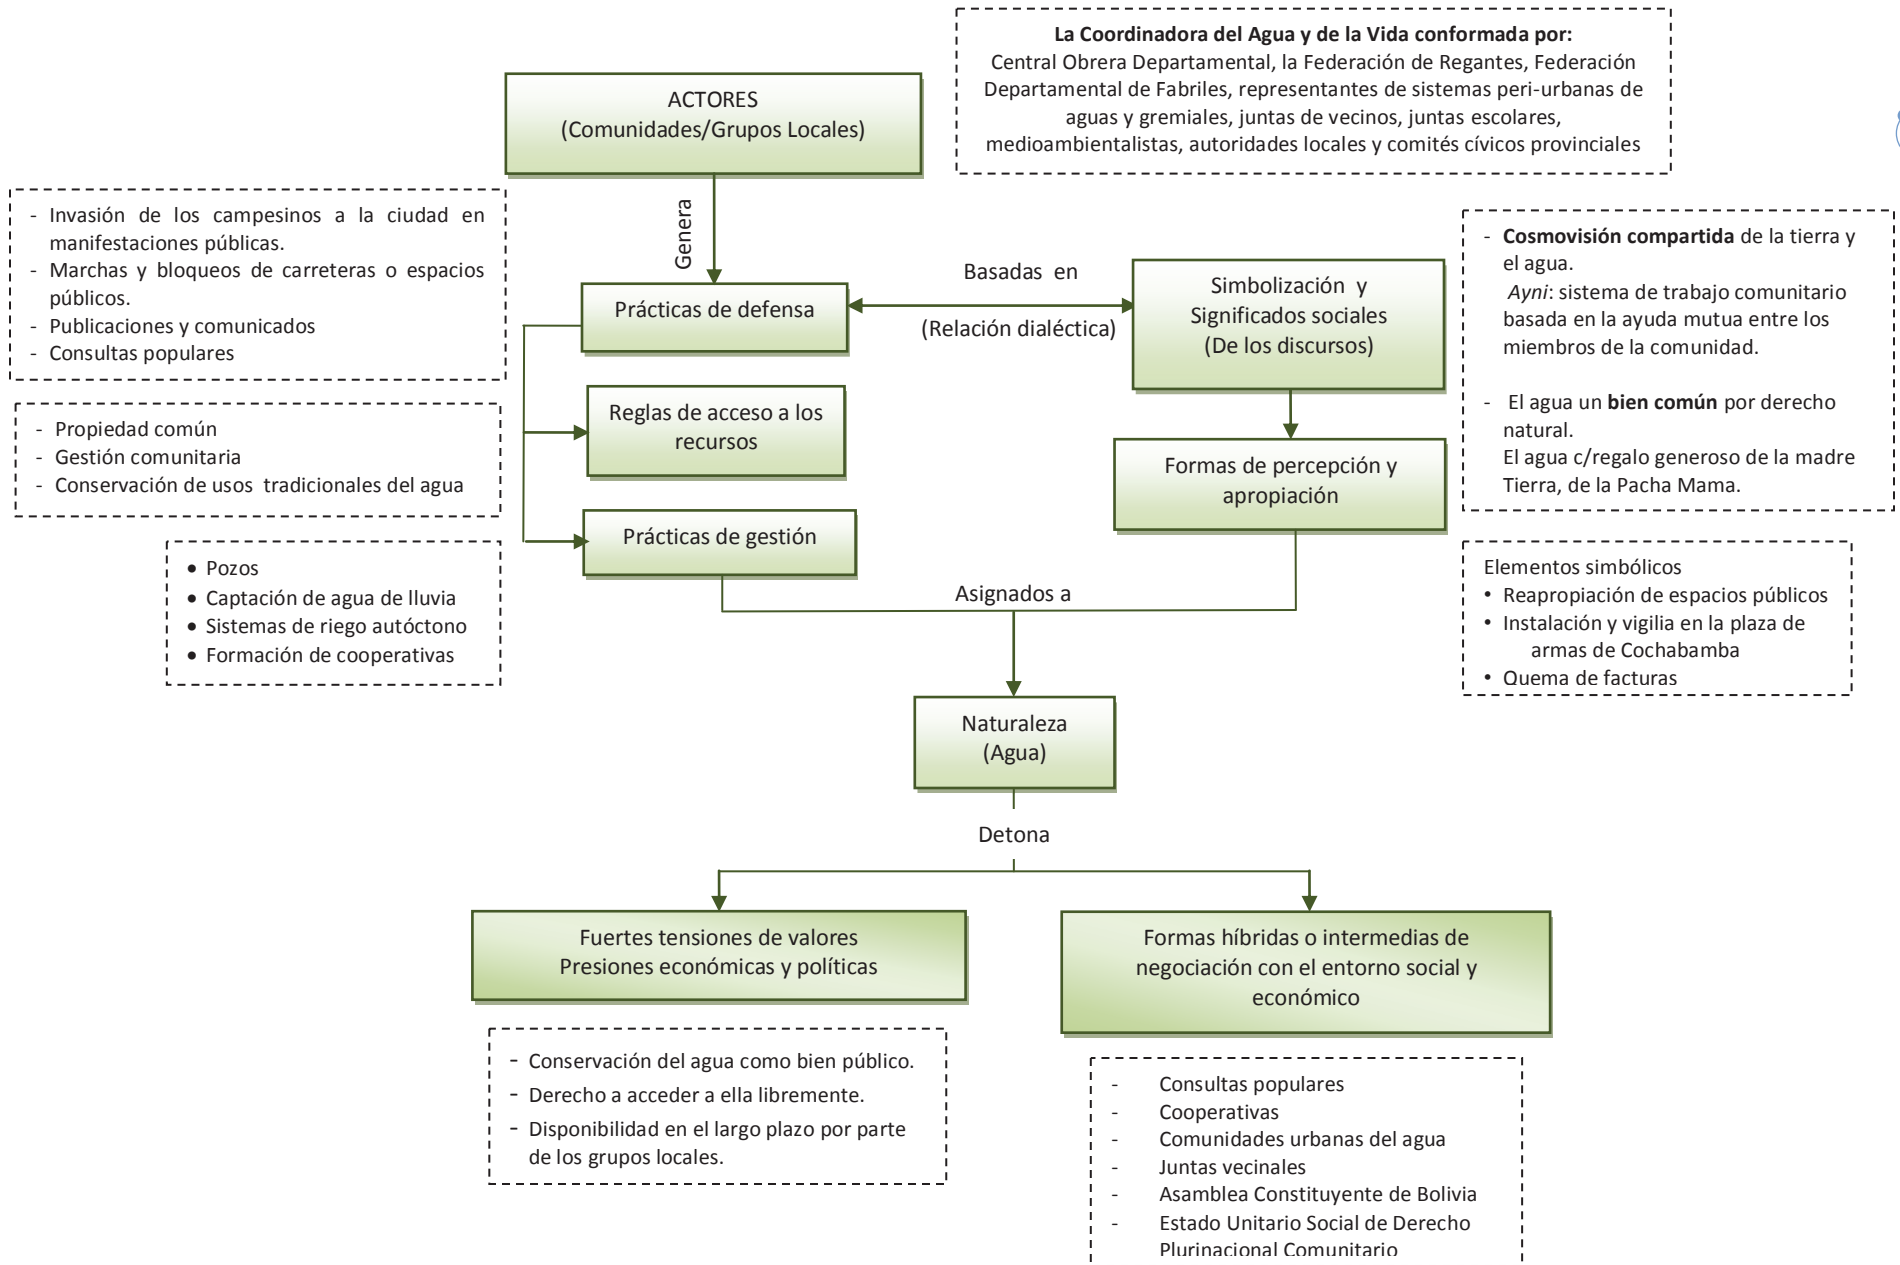 La Coordinadora del Agua y de la Vida conformada por:
Central Obrera Departamental, la Federación de Regantes, Federación
Departamental de Fabriles, representantes de sistemas peri-urbanas de
aguas y gremiales, juntas de vecinos, juntas escolares,
medioambientalistas, autoridades locales y comités cívicos provinciales
ACTORES
(Comunidades/Grupos Locales)
Genera
- Invasión de los campesinos a la ciudad en
manifestaciones públicas.
- Marchas y bloqueos de carreteras o espacios
públicos.
- Publicaciones y comunicados
- Consultas populares
Prácticas de defensa
Basadas en
(Relación dialéctica)
Simbolización y
Significados sociales
(De los discursos)
- Cosmovisión compartida de la tierra y
el agua.
Ayni: sistema de trabajo comunitario
basada en la ayuda mutua entre los
miembros de la comunidad.
- El agua un bien común por derecho
natural.
El agua c/regalo generoso de la madre
Tierra, de la Pacha Mama.
- Propiedad común
- Gestión comunitaria
- Conservación de usos tradicionales del agua
Reglas de acceso a los
recursos
Formas de percepción y
apropiación
Prácticas de gestión
• Pozos
• Captación de agua de lluvia
• Sistemas de riego autóctono
• Formación de cooperativas
Asignados a
Elementos simbólicos
• Reapropiación de espacios públicos
• Instalación y vigilia en la plaza de
armas de Cochabamba
• Quema de facturas
Naturaleza
(Agua)
Detona
Fuertes tensiones de valores
Presiones económicas y políticas
Formas híbridas o intermedias de
negociación con el entorno social y
económico
- Conservación del agua como bien público.
- Derecho a acceder a ella libremente.
- Disponibilidad en el largo plazo por parte
de los grupos locales.
- Consultas populares
- Cooperativas
- Comunidades urbanas del agua
- Juntas vecinales
- Asamblea Constituyente de Bolivia
- Estado Unitario Social de Derecho
Plurinacional Comunitario